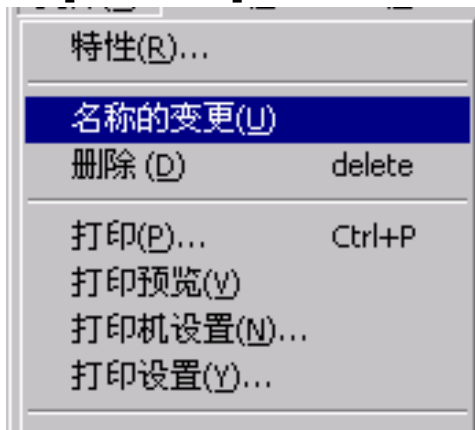 特性(R)...
名称的变更(U)
删除 (D) delete
打印(P)... Ctrl+P
打印预览(V)
打印机设置(N)...
打印设置(Y)...